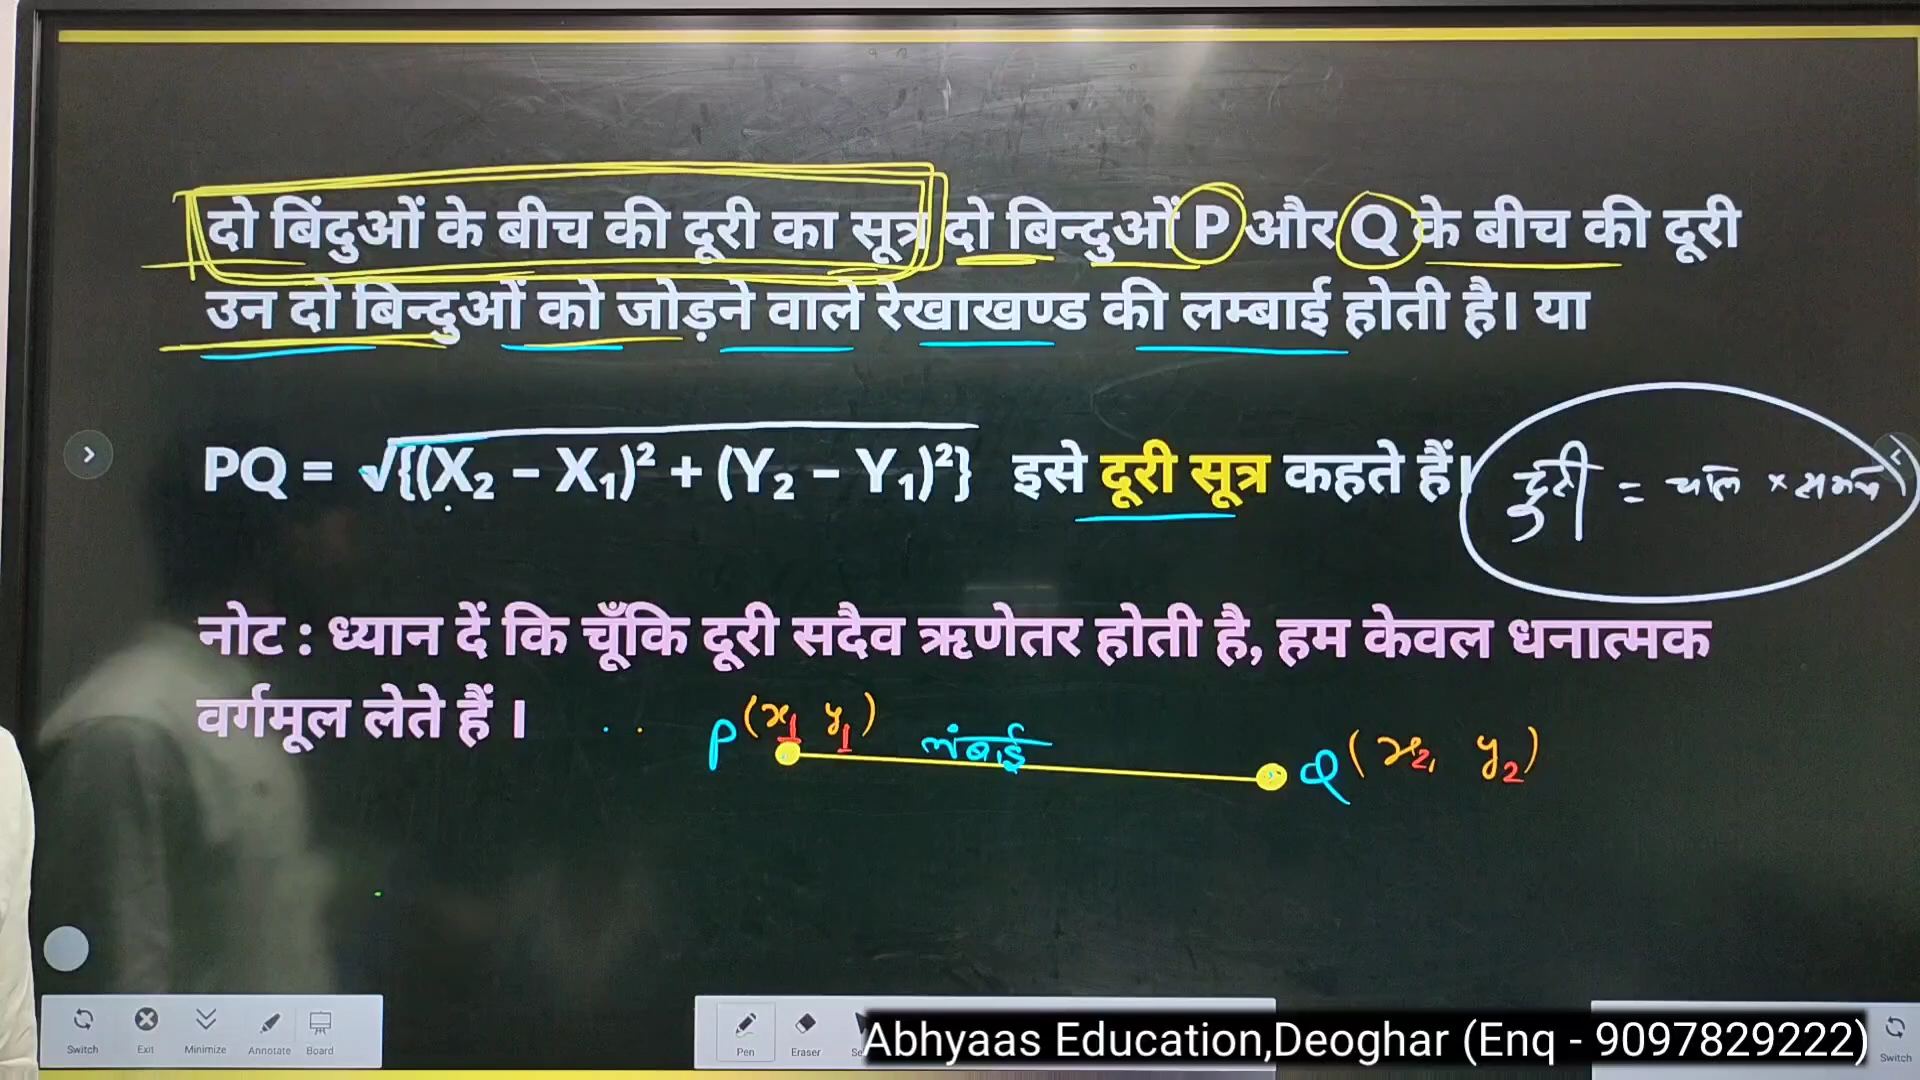 दो बिंदुओं के बीच की दूरी का सूत्र दो बिन्दुओं P और Q के बीच की दूरी
उन दो बिन्दुओं को जोड़ने वाले रेखाखण्ड की लम्बाई होती है। या
PQ = √{(X₂ − X₁)² + (Y₂ − Y₁)²} इसे दूरी सूत्र कहते हैं।
दुरी = चाल × समय
नोट : ध्यान दें कि चूँकि दूरी सदैव ऋणेतर होती है, हम केवल धनात्मक
वर्गमूल लेते हैं ।
P (x₁ y₁) लंबाई Q (x₂, y₂)
Switch Exit Minimize Annotate Board Pen Eraser Switch
Abhyaas Education,Deoghar (Enq - 9097829222)